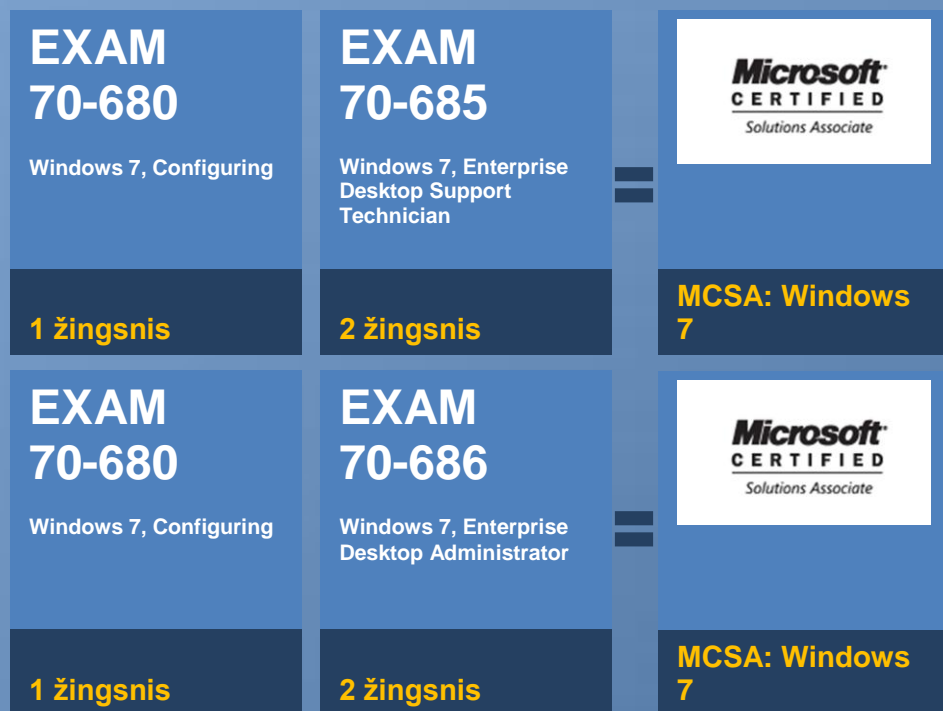 EXAM
70-680
Windows 7, Configuring
1 žingsnis
EXAM
70-685
Windows 7, Enterprise
Desktop Support
Technician
2 žingsnis
=
Microsoft
CERTIFIED
Solutions Associate
MCSA: Windows
7
EXAM
70-680
Windows 7, Configuring
1 žingsnis
EXAM
70-686
Windows 7, Enterprise
Desktop Administrator
2 žingsnis
=
Microsoft
CERTIFIED
Solutions Associate
MCSA: Windows
7